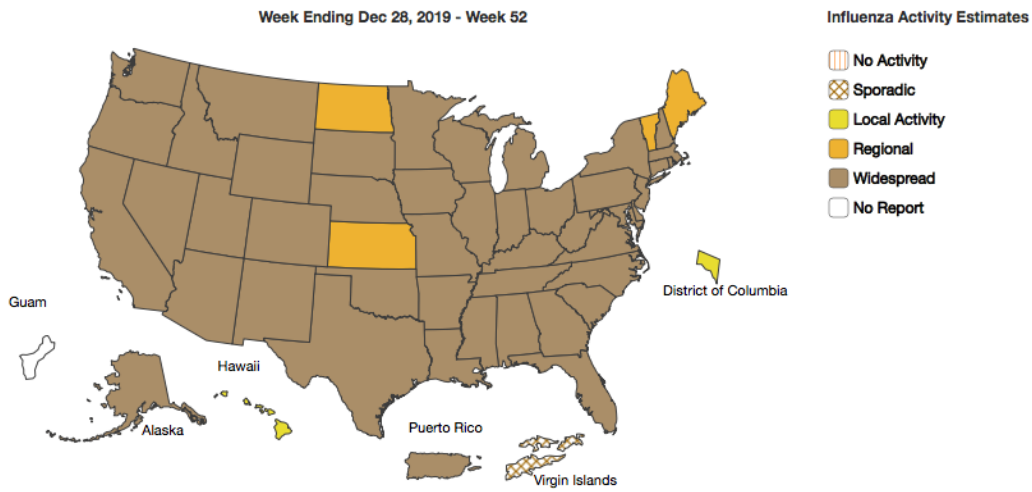 Week Ending Dec 28, 2019 - Week 52
Influenza Activity Estimates
No Activity
Sporadic
Local Activity
Regional
Widespread
No Report
District of Columbia
Guam
Hawaii
Alaska
Puerto Rico
Virgin Islands